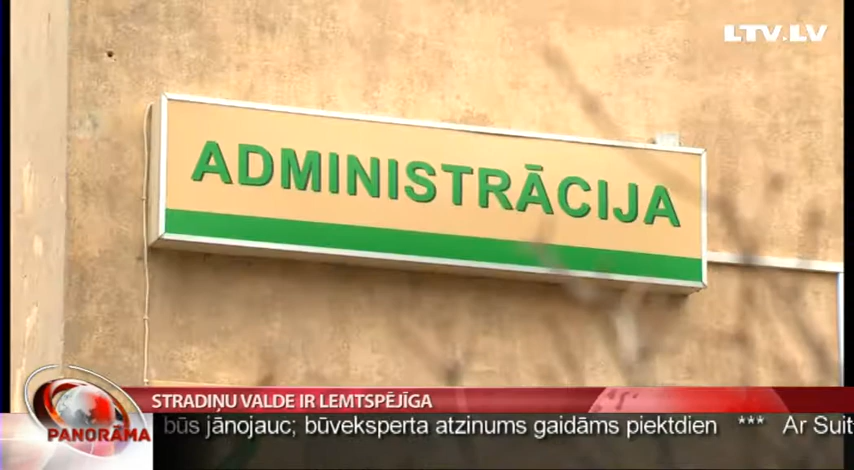 LTV.LV
ADMINISTRĀCIJA
STRADIŅU VALDE IR LEMTSPĒJĪGA
PANORĀMA
būs jānojauc; būveksperta atzinums gaidāms piektdien *** Ar Suit